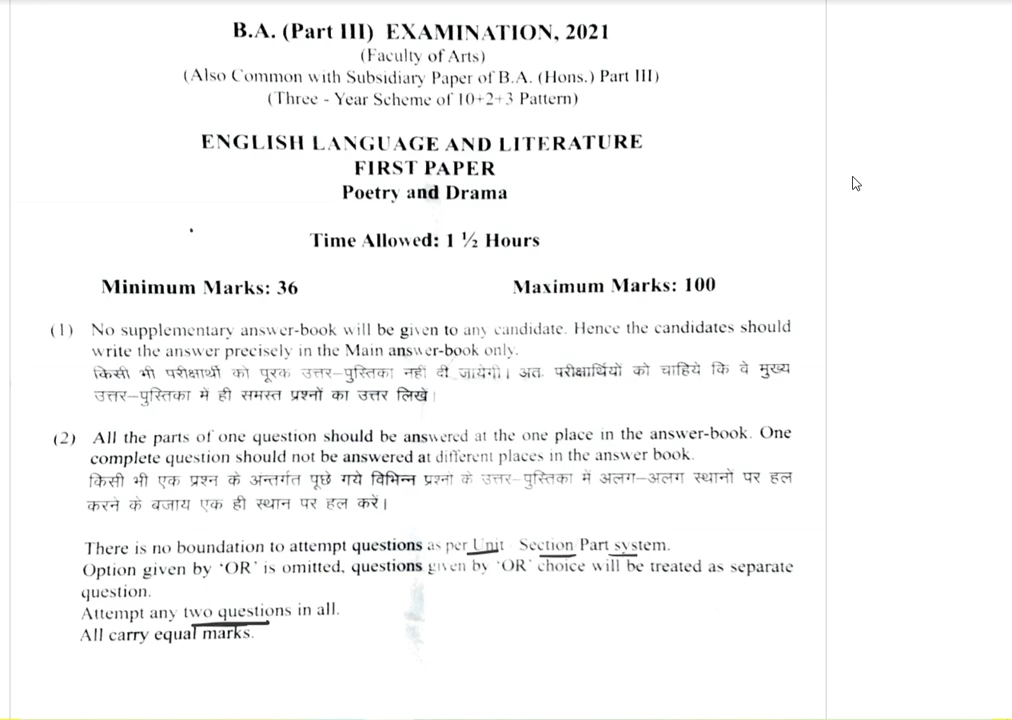 B.A. (Part III) EXAMINATION, 2021
(Faculty of Arts)
(Also Common with Subsidiary Paper of B.A. (Hons.) Part III)
(Three - Year Scheme of 10+2+3 Pattern)
ENGLISH LANGUAGE AND LITERATURE
FIRST PAPER
Poetry and Drama
Time Allowed: 1 ½ Hours
Minimum Marks: 36 Maximum Marks: 100
(1) No supplementary answer-book will be given to any candidate. Hence the candidates should
write the answer precisely in the Main answer-book only.
किसी भी परीक्षार्थी को पूरक उत्तर–पुस्तिका नहीं दी जायेगी। अत परीक्षार्थियों को चाहिये कि वे मुख्य
उत्तर–पुस्तिका में ही समस्त प्रश्नों का उत्तर लिखें।
(2) All the parts of one question should be answered at the one place in the answer-book. One
complete question should not be answered at different places in the answer book.
किसी भी एक प्रश्न के अंन्तर्गत पूछे गये विभिन्न प्रश्नों के उत्तर–पुस्तिका में अलग–अलग स्थानों पर हल
करने के बजाय एक ही स्थान पर हल करें।
There is no boundation to attempt questions as per Unit Section Part system.
Option given by 'OR' is omitted, questions given by 'OR' choice will be treated as separate
question.
Attempt any two questions in all.
All carry equal marks.